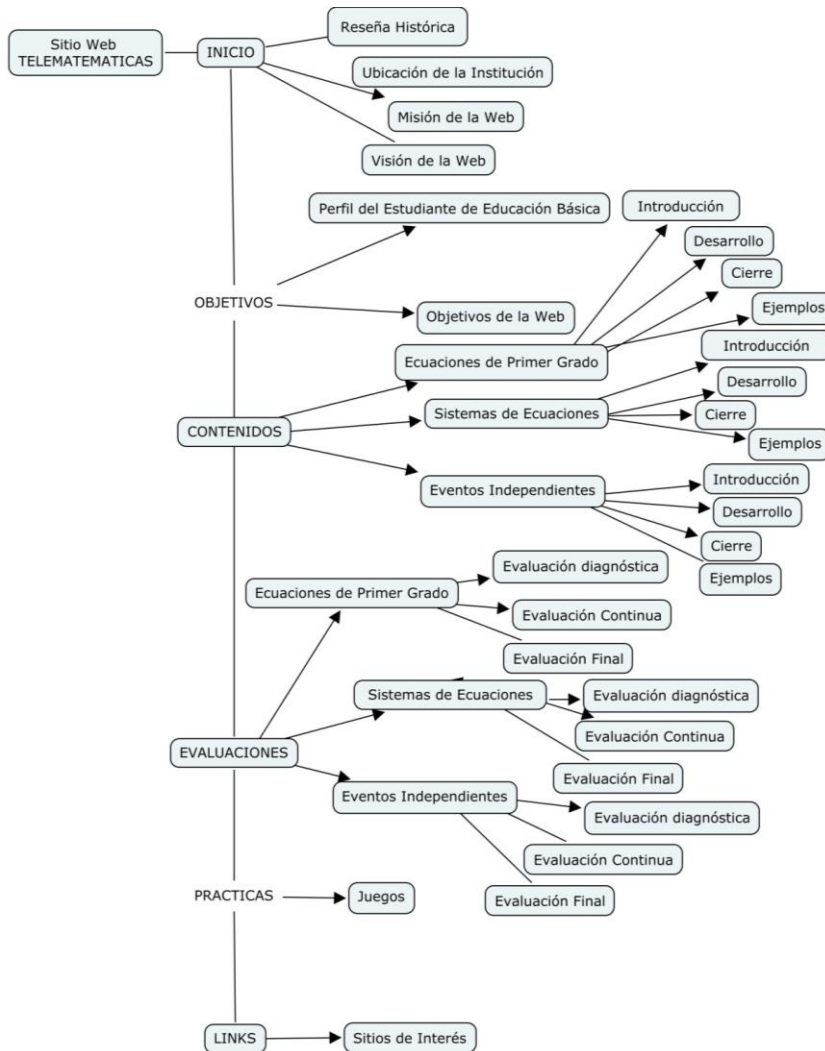 Sitio Web
TELEMATEMATICAS
INICIO
Reseña Histórica
Ubicación de la Institución
Misión de la Web
Visión de la Web
OBJETIVOS
Perfil del Estudiante de Educación Básica
Objetivos de la Web
CONTENIDOS
Ecuaciones de Primer Grado
Introducción
Desarrollo
Cierre
Ejemplos
Sistemas de Ecuaciones
Introducción
Desarrollo
Cierre
Ejemplos
Eventos Independientes
Introducción
Desarrollo
Cierre
Ejemplos
EVALUACIONES
Ecuaciones de Primer Grado
Evaluación diagnóstica
Evaluación Continua
Evaluación Final
Sistemas de Ecuaciones
Evaluación diagnóstica
Evaluación Continua
Evaluación Final
Eventos Independientes
Evaluación diagnóstica
Evaluación Continua
Evaluación Final
PRACTICAS
Juegos
LINKS
Sitios de Interés